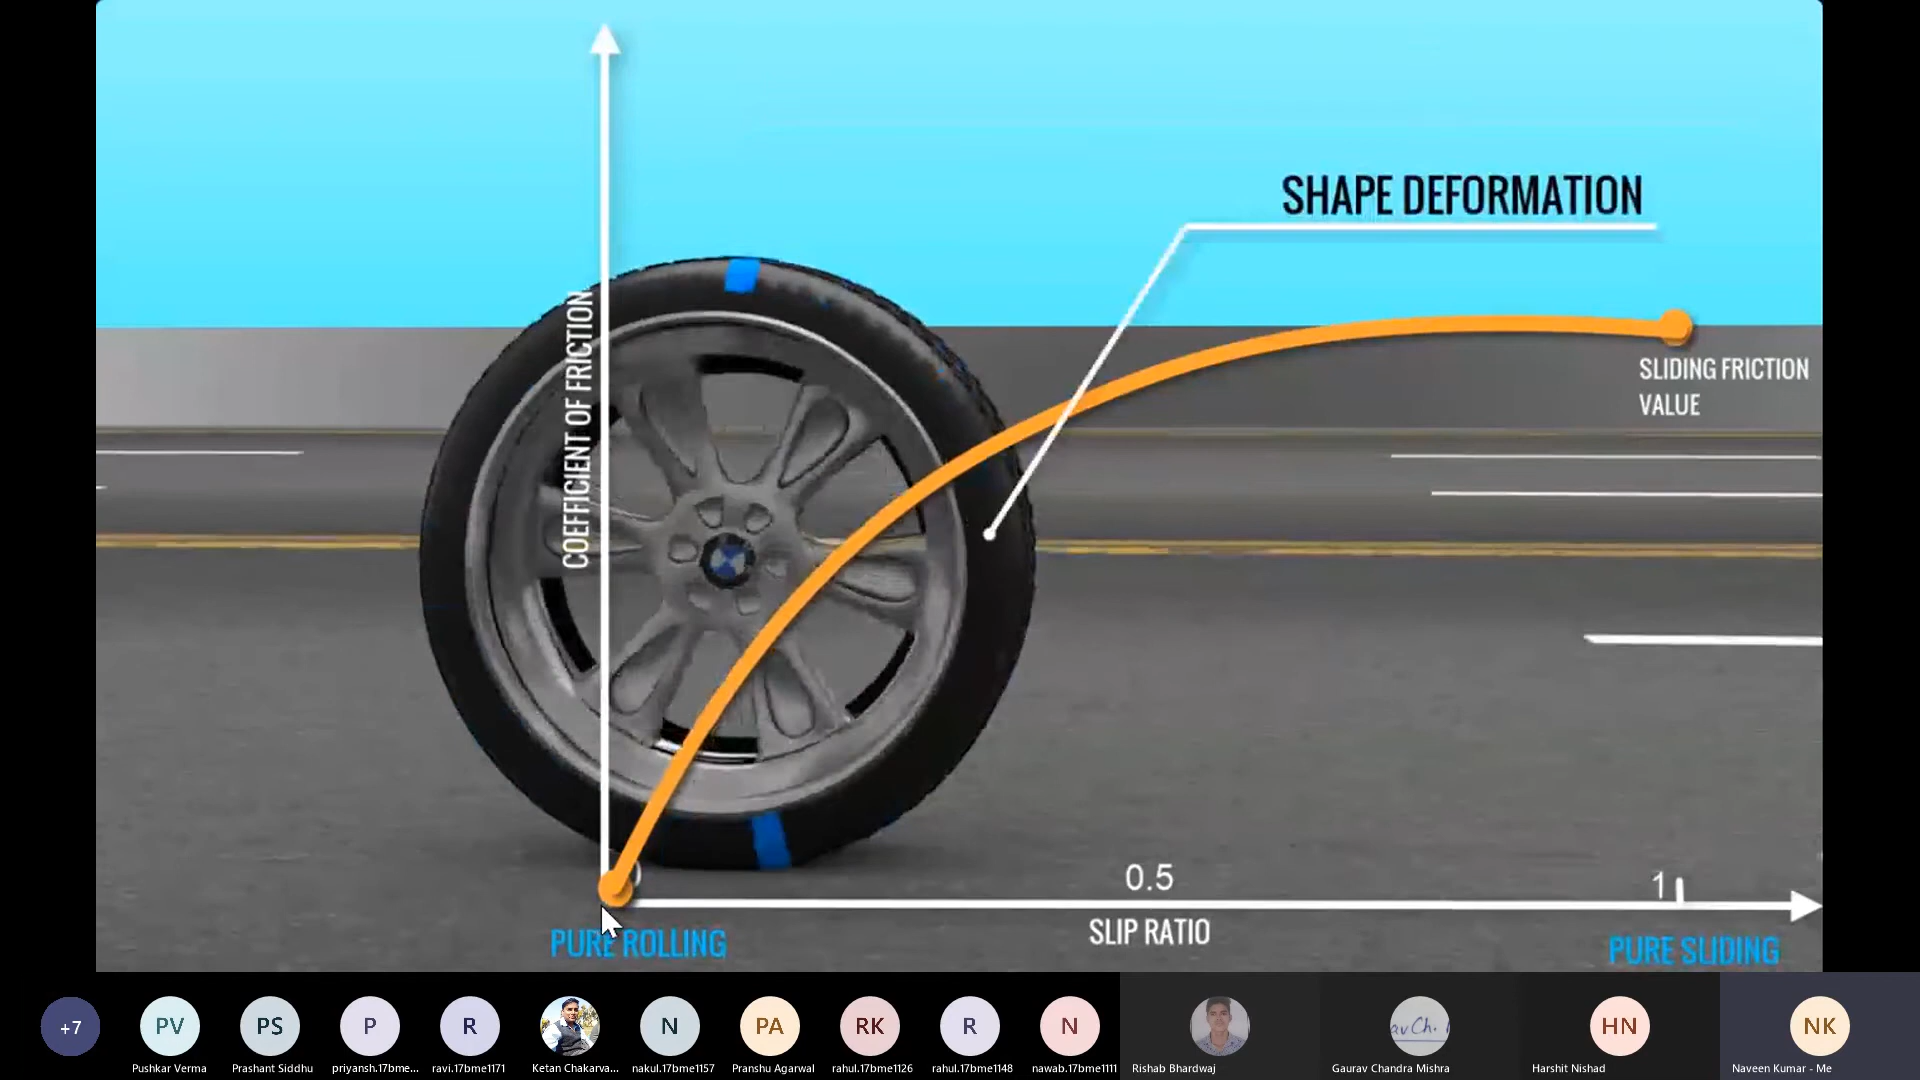 SHAPE DEFORMATION
COEFFICIENT OF FRICTION
SLIDING FRICTION
VALUE
0.5
1
SLIP RATIO
PURE ROLLING
PURE SLIDING
+7
PV
PS
P
R
N
PA
RK
R
N
HN
NK
Pushkar Verma
Prashant Siddhu
priyansh.17bme...
ravi.17bme1171
Ketan Chakarva...
nakul.17bme1157
Pranshu Agarwal
rahul.17bme1126
rahul.17bme1148
nawab.17bme1111
Rishab Bhardwaj
Gaurav Chandra Mishra
Harshit Nishad
Naveen Kumar - Me